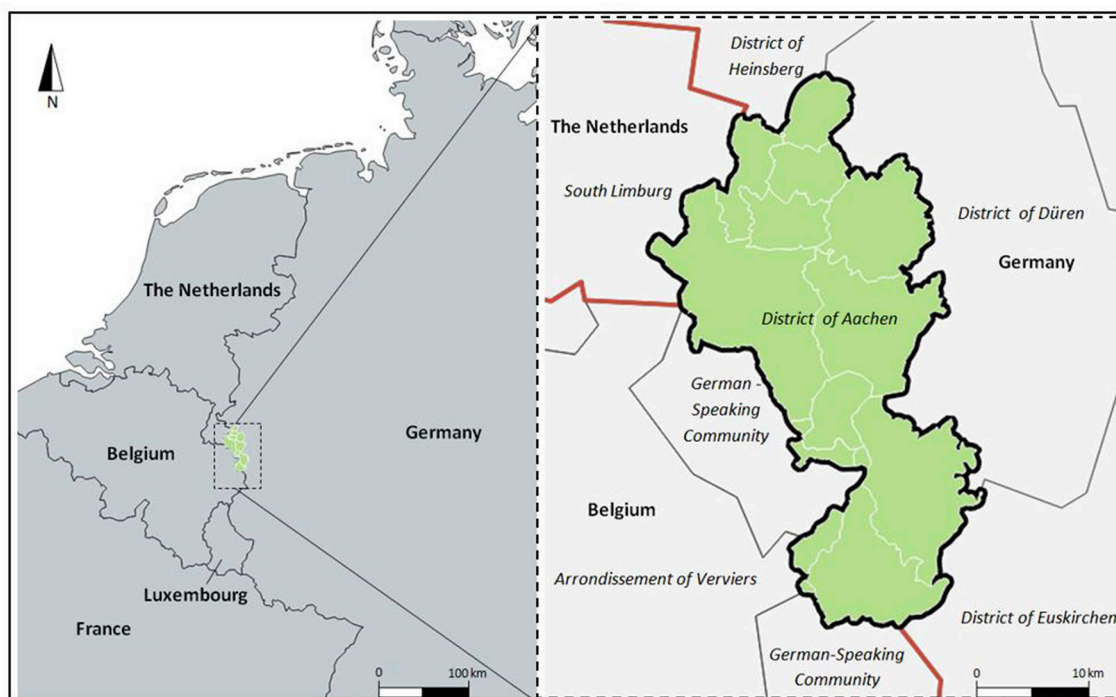 N
The Netherlands
Belgium
Germany
Luxembourg
France
0
100 km
District of
Heinsberg
The Netherlands
South Limburg
District of Düren
Germany
District of Aachen
German -
Speaking
Community
Belgium
Arrondissement of Verviers
District of Euskirchen
German-Speaking
Community
0
10 km